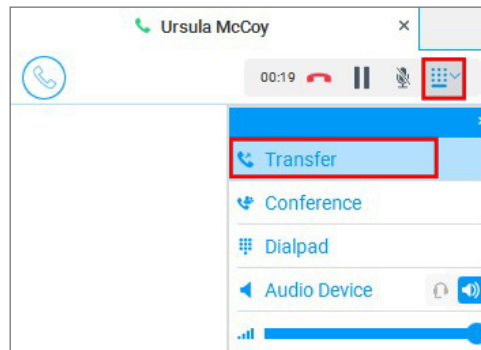 Ursula McCoy
00:19
Transfer
Conference
Dialpad
Audio Device